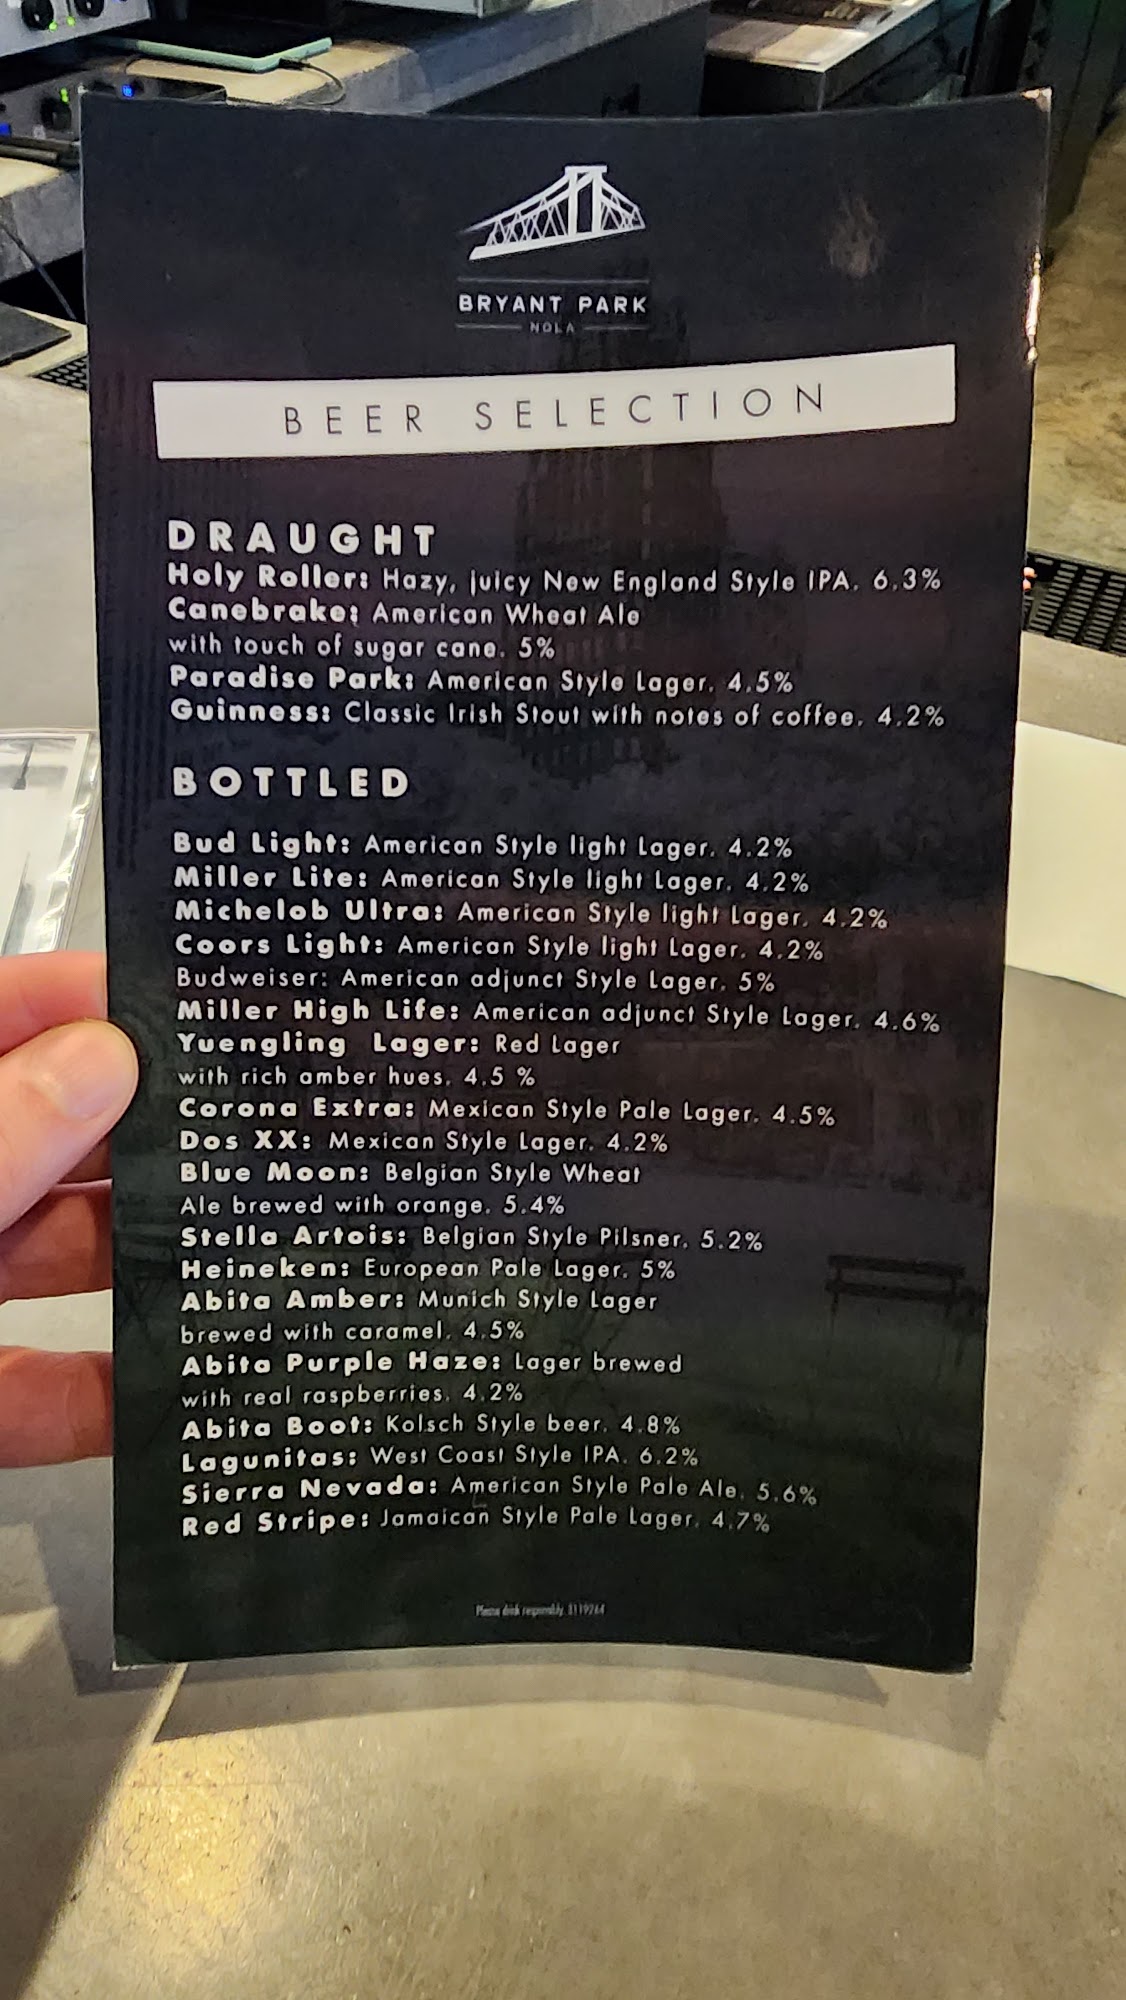 BRYANT PARK
NOLA
BEER SELECTION
DRAUGHT
Holy Roller: Hazy, juicy New England Style IPA. 6.3%
Canebrake: American Wheat Ale
with touch of sugar cane. 5%
Paradise Park: American Style Lager. 4.5%
Guinness: Classic Irish Stout with notes of coffee. 4.2%
BOTTLED
Bud Light: American Style light Lager. 4.2%
Miller Lite: American Style light Lager. 4.2%
Michelob Ultra: American Style light Lager. 4.2%
Coors Light: American Style light Lager. 4.2%
Budweiser: American adjunct Style Lager. 5%
Miller High Life: American adjunct Style Lager. 4.6%
Yuengling Lager: Red Lager
with rich amber hues. 4.5 %
Corona Extra: Mexican Style Pale Lager. 4.5%
Dos XX: Mexican Style Lager. 4.2%
Blue Moon: Belgian Style Wheat
Ale brewed with orange. 5.4%
Stella Artois: Belgian Style Pilsner. 5.2%
Heineken: European Pale Lager. 5%
Abita Amber: Munich Style Lager
brewed with caramel. 4.5%
Abita Purple Haze: Lager brewed
with real raspberries. 4.2%
Abita Boot: Kolsch Style beer. 4.8%
Lagunitas: West Coast Style IPA. 6.2%
Sierra Nevada: American Style Pale Ale. 5.6%
Red Stripe: Jamaican Style Pale Lager. 4.7%
Please drink responsibly.